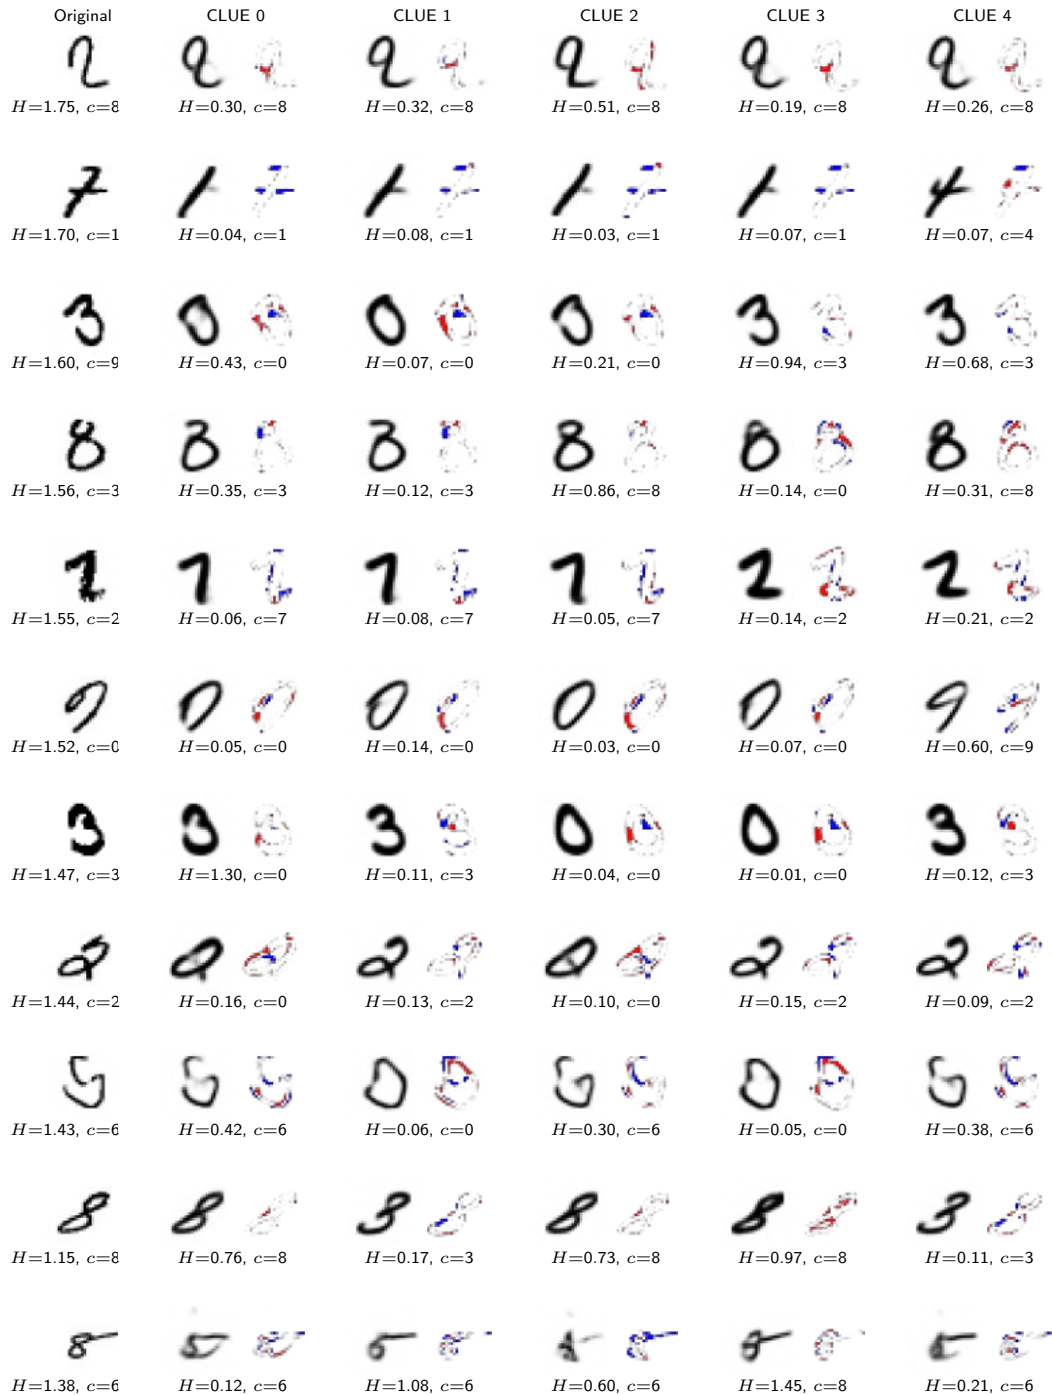 Original CLUE 0 CLUE 1 CLUE 2 CLUE 3 CLUE 4
H=1.75, c=8 H=0.30, c=8 H=0.32, c=8 H=0.51, c=8 H=0.19, c=8 H=0.26, c=8
H=1.70, c=1 H=0.04, c=1 H=0.08, c=1 H=0.03, c=1 H=0.07, c=1 H=0.07, c=4
H=1.60, c=9 H=0.43, c=0 H=0.07, c=0 H=0.21, c=0 H=0.94, c=3 H=0.68, c=3
H=1.56, c=3 H=0.35, c=3 H=0.12, c=3 H=0.86, c=8 H=0.14, c=0 H=0.31, c=8
H=1.55, c=2 H=0.06, c=7 H=0.08, c=7 H=0.05, c=7 H=0.14, c=2 H=0.21, c=2
H=1.52, c=0 H=0.05, c=0 H=0.14, c=0 H=0.03, c=0 H=0.07, c=0 H=0.60, c=9
H=1.47, c=3 H=1.30, c=0 H=0.11, c=3 H=0.04, c=0 H=0.01, c=0 H=0.12, c=3
H=1.44, c=2 H=0.16, c=0 H=0.13, c=2 H=0.10, c=0 H=0.15, c=2 H=0.09, c=2
H=1.43, c=6 H=0.42, c=6 H=0.06, c=0 H=0.30, c=6 H=0.05, c=0 H=0.38, c=6
H=1.15, c=8 H=0.76, c=8 H=0.17, c=3 H=0.73, c=8 H=0.97, c=8 H=0.11, c=3
H=1.38, c=6 H=0.12, c=6 H=1.08, c=6 H=0.60, c=6 H=1.45, c=8 H=0.21, c=6